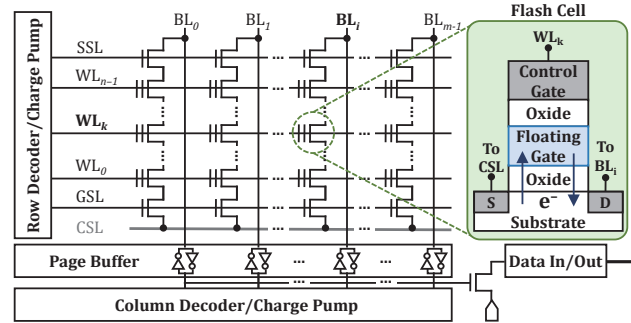 BL0 BL1 BLi BLm-1
Flash Cell
SSL
WLn−1
WLk
WL0
GSL
CSL
Row Decoder/Charge Pump
... ...
... ...
... ...
... ...
... ...
WLk
Control
Gate
Oxide
Floating
Gate
Oxide
To
CSL
To
BLi
S e− D
Substrate
Page Buffer
... ...
... ...
Data In/Out
Column Decoder/Charge Pump